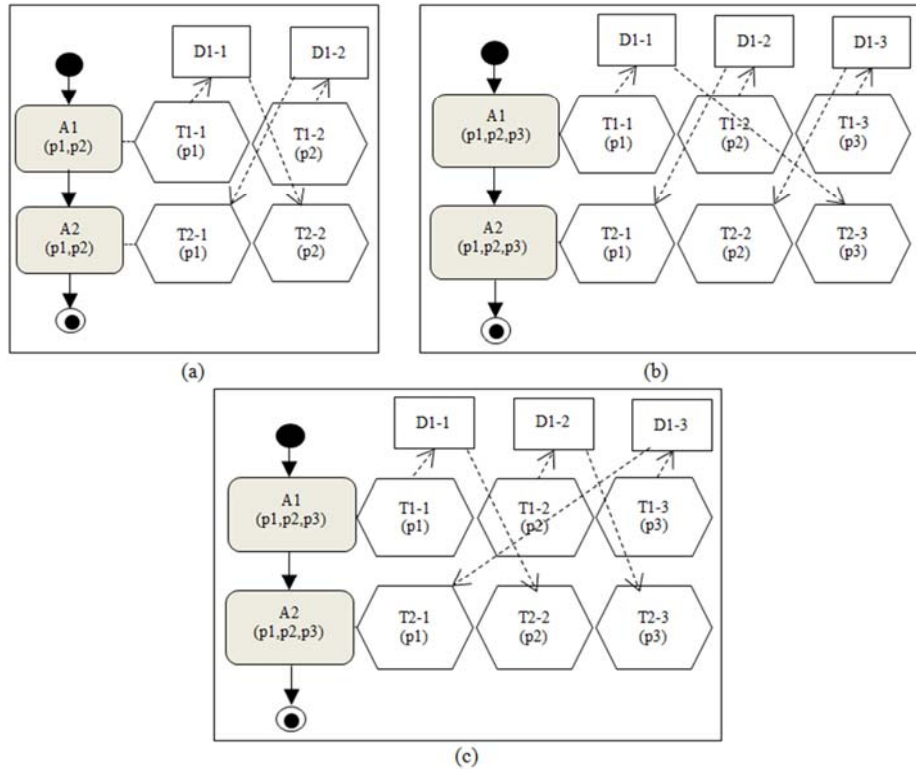 D1-1
D1-2
A1
(p1,p2)
T1-1
(p1)
T1-2
(p2)
A2
(p1,p2)
T2-1
(p1)
T2-2
(p2)
(a)
D1-1
D1-2
D1-3
A1
(p1,p2,p3)
T1-1
(p1)
T1-2
(p2)
T1-3
(p3)
A2
(p1,p2,p3)
T2-1
(p1)
T2-2
(p2)
T2-3
(p3)
(b)
D1-1
D1-2
D1-3
A1
(p1,p2,p3)
T1-1
(p1)
T1-2
(p2)
T1-3
(p3)
A2
(p1,p2,p3)
T2-1
(p1)
T2-2
(p2)
T2-3
(p3)
(c)